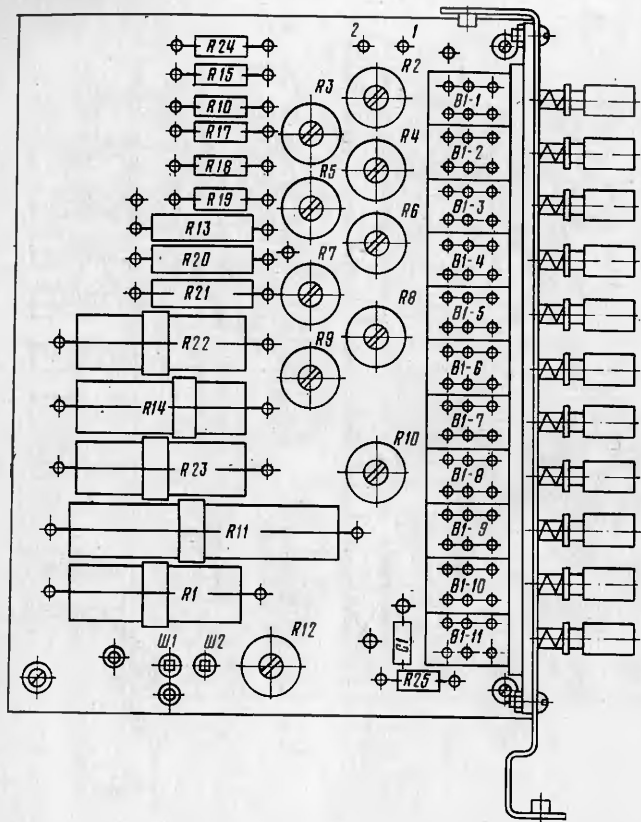 2 1
R24
R2
R15
R3
B1-1
R10
R17
R4
B1-2
R18
R5
R19
B1-3
R13
R6
R20
R7
B1-4
R21
R8
B1-5
R22
R9
B1-6
R14
B1-7
R23
R10
B1-8
R11
B1-9
R1
B1-10
Ш1 Ш2
R12
C1
B1-11
R25